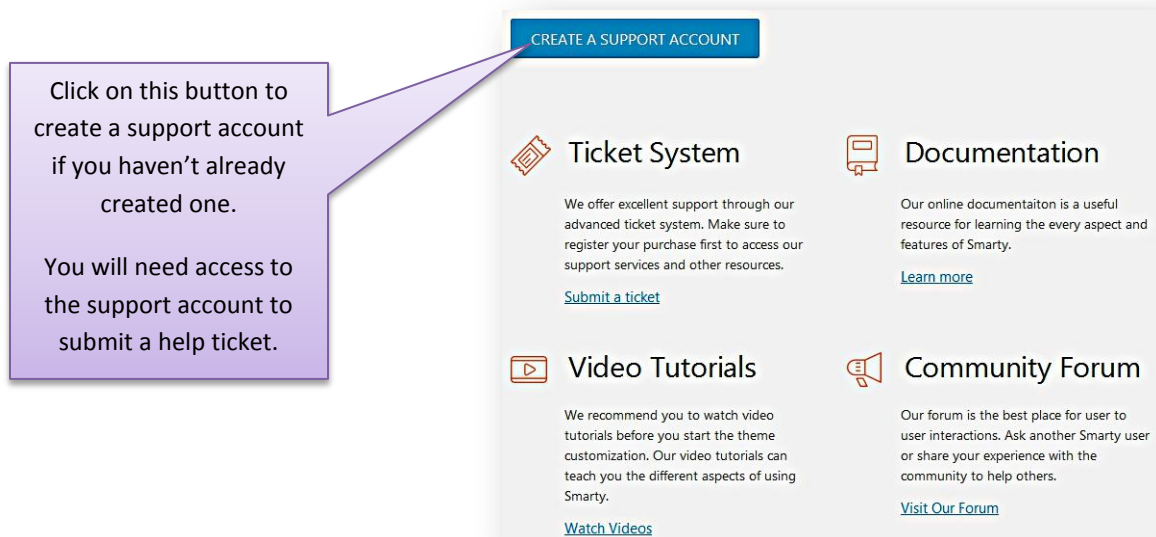 CREATE A SUPPORT ACCOUNT
Click on this button to
create a support account
if you haven’t already
created one.
You will need access to
the support account to
submit a help ticket.
Ticket System
We offer excellent support through our
advanced ticket system. Make sure to
register your purchase first to access our
support services and other resources.
Submit a ticket
Documentation
Our online documentaiton is a useful
resource for learning the every aspect and
features of Smarty.
Learn more
Video Tutorials
We recommend you to watch video
tutorials before you start the theme
customization. Our video tutorials can
teach you the different aspects of using
Smarty.
Watch Videos
Community Forum
Our forum is the best place for user to
user interactions. Ask another Smarty user
or share your experience with the
community to help others.
Visit Our Forum